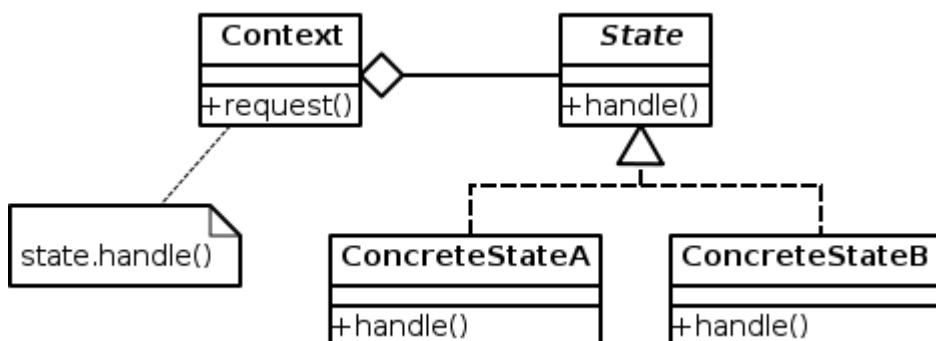 Context
State
+request()
+handle()
state.handle()
ConcreteStateA
ConcreteStateB
+handle()
+handle()